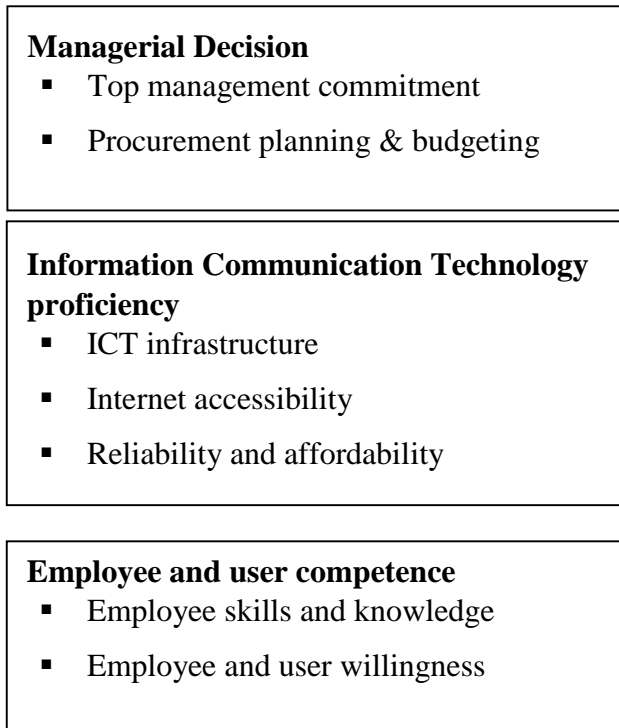 Managerial Decision
▪ Top management commitment
▪ Procurement planning & budgeting
Information Communication Technology
proficiency
▪ ICT infrastructure
▪ Internet accessibility
▪ Reliability and affordability
Employee and user competence
▪ Employee skills and knowledge
▪ Employee and user willingness